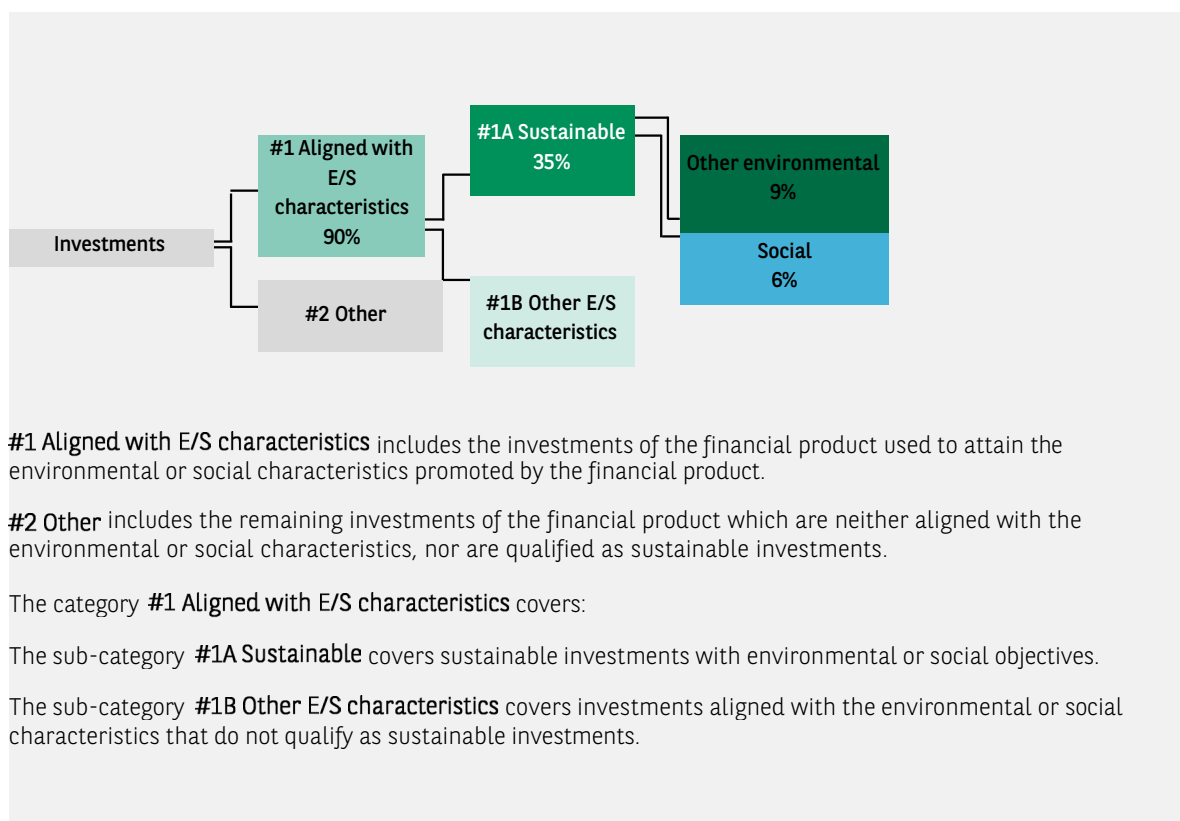 Investments
#1 Aligned with
E/S
characteristics
90%
#2 Other
#1A Sustainable
35%
#1B Other E/S
characteristics
Other environmental
9%
Social
6%
#1 Aligned with E/S characteristics includes the investments of the financial product used to attain the
environmental or social characteristics promoted by the financial product.
#2 Other includes the remaining investments of the financial product which are neither aligned with the
environmental or social characteristics, nor are qualified as sustainable investments.
The category #1 Aligned with E/S characteristics covers:
The sub-category #1A Sustainable covers sustainable investments with environmental or social objectives.
The sub-category #1B Other E/S characteristics covers investments aligned with the environmental or social
characteristics that do not qualify as sustainable investments.